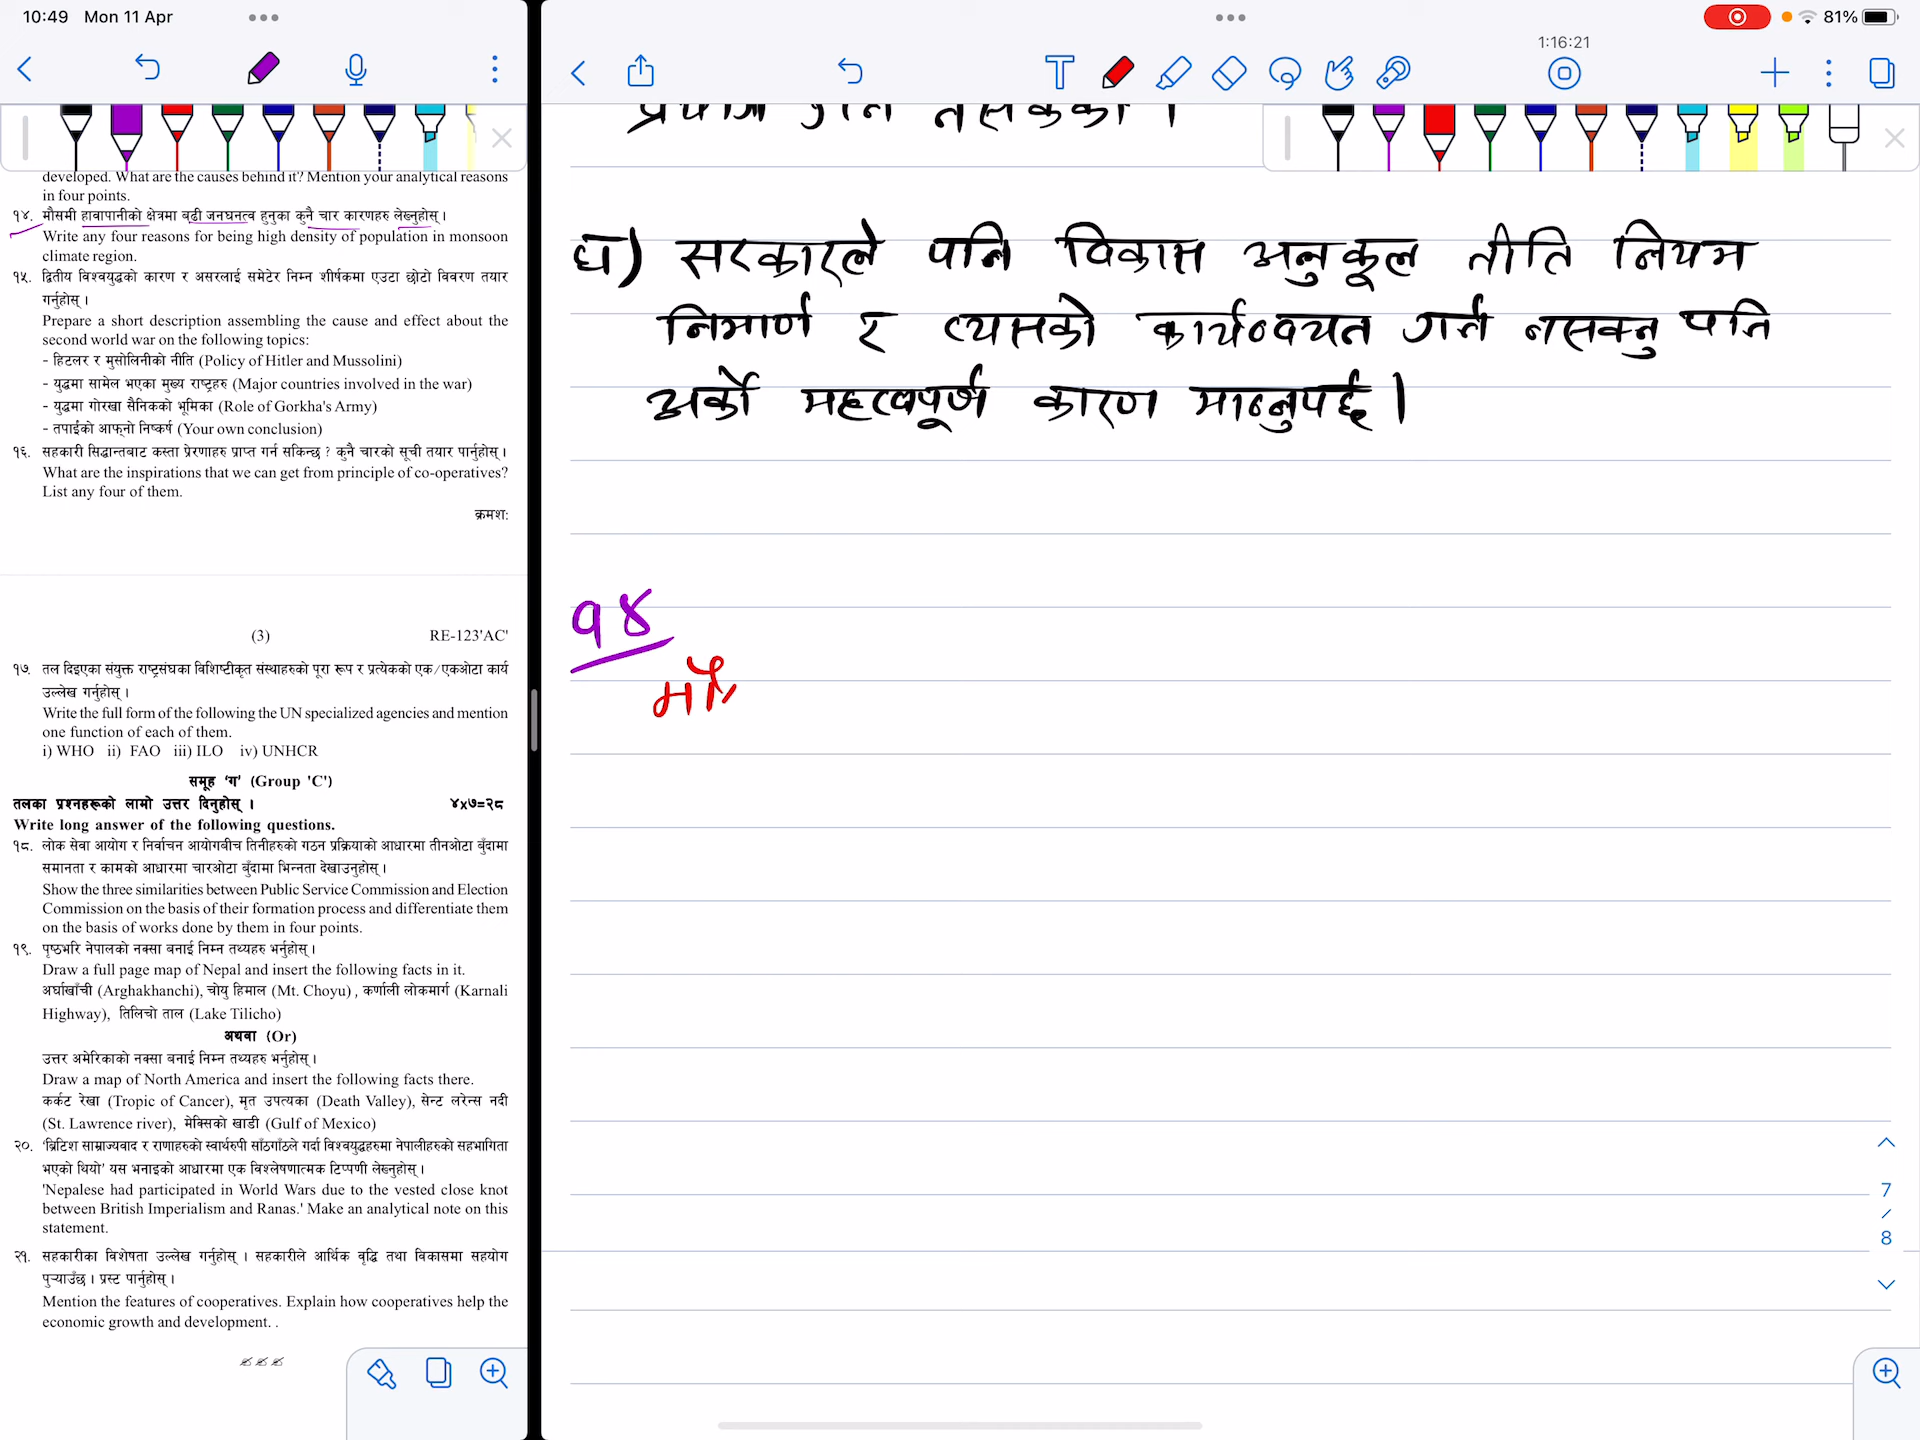 10:49 Mon 11 Apr
81%
1:16:21
developed. What are the causes behind it? Mention your analytical reasons
in four points.
१४. मौसमी हावापानीको क्षेत्रमा बढी जनघनत्व हुनुका कुनै चार कारणहरु लेख्नुहोस् ।
Write any four reasons for being high density of population in monsoon
climate region.
१५. द्वितीय विश्वयुद्धको कारण र असरलाई समेटेर निम्न शीर्षकमा एउटा छोटो विवरण तयार
गर्नुहोस् ।
Prepare a short description assembling the cause and effect about the
second world war on the following topics:
- हिटलर र मुसोलिनीको नीति (Policy of Hitler and Mussolini)
- युद्धमा सामेल भएका मुख्य राष्ट्रहरु (Major countries involved in the war)
- युद्धमा गोरखा सैनिकको भूमिका (Role of Gorkha's Army)
- तपाईंको आफ्नो निष्कर्ष (Your own conclusion)
१६. सहकारी सिद्धान्तबाट कस्ता प्रेरणाहरु प्राप्त गर्न सकिन्छ ? कुनै चारको सूची तयार पार्नुहोस् ।
What are the inspirations that we can get from principle of co-operatives?
List any four of them.
क्रमश:
(3) RE-123'AC'
१७. तल दिइएका संयुक्त राष्ट्रसंघका विशिष्टीकृत संस्थाहरुको पूरा रूप र प्रत्येकको एक/एकओटा कार्य
उल्लेख गर्नुहोस् ।
Write the full form of the following the UN specialized agencies and mention
one function of each of them.
i) WHO ii) FAO iii) ILO iv) UNHCR
समूह 'ग' (Group 'C')
तलका प्रश्नहरूको लामो उत्तर दिनुहोस् । ४×७=२८
Write long answer of the following questions.
१८. लोक सेवा आयोग र निर्वाचन आयोगबीच तिनीहरुको गठन प्रक्रियाको आधारमा तीनओटा बुँदामा
समानता र कामको आधारमा चारओटा बुँदामा भिन्नता देखाउनुहोस् ।
Show the three similarities between Public Service Commission and Election
Commission on the basis of their formation process and differentiate them
on the basis of works done by them in four points.
१९. पृष्ठभरि नेपालको नक्सा बनाई निम्न तथ्यहरु भर्नुहोस् ।
Draw a full page map of Nepal and insert the following facts in it.
अर्घाखाँची (Arghakhanchi), चोयु हिमाल (Mt. Choyu) , कर्णाली लोकमार्ग (Karnali
Highway), तिलिचो ताल (Lake Tilicho)
अथवा (Or)
उत्तर अमेरिकाको नक्सा बनाई निम्न तथ्यहरु भर्नुहोस् ।
Draw a map of North America and insert the following facts there.
कर्कट रेखा (Tropic of Cancer), मृत उपत्यका (Death Valley), सेन्ट लरेन्स नदी
(St. Lawrence river), मेक्सिको खाडी (Gulf of Mexico)
२०. 'ब्रिटिश साम्राज्यवाद र राणाहरुको स्वार्थरुपी साँठगाँठले गर्दा विश्वयुद्धहरुमा नेपालीहरुको सहभागिता
भएको थियो' यस भनाइको आधारमा एक विश्लेषणात्मक टिप्पणी लेख्नुहोस् ।
'Nepalese had participated in World Wars due to the vested close knot
between British Imperialism and Ranas.' Make an analytical note on this
statement.
२१. सहकारीका विशेषता उल्लेख गर्नुहोस् । सहकारीले आर्थिक वृद्धि तथा विकासमा सहयोग
पुर्‍याउँछ । प्रस्ट पार्नुहोस् ।
Mention the features of cooperatives. Explain how cooperatives help the
economic growth and development. .
घ) सरकारले पनि विकास अनुकूल नीति नियम
निमार्ण र त्यसको कार्यन्वयन गर्न नसक्नु पनि
अर्को महत्वपूर्ण कारण मान्नुपर्छ ।
१४
7
/
8